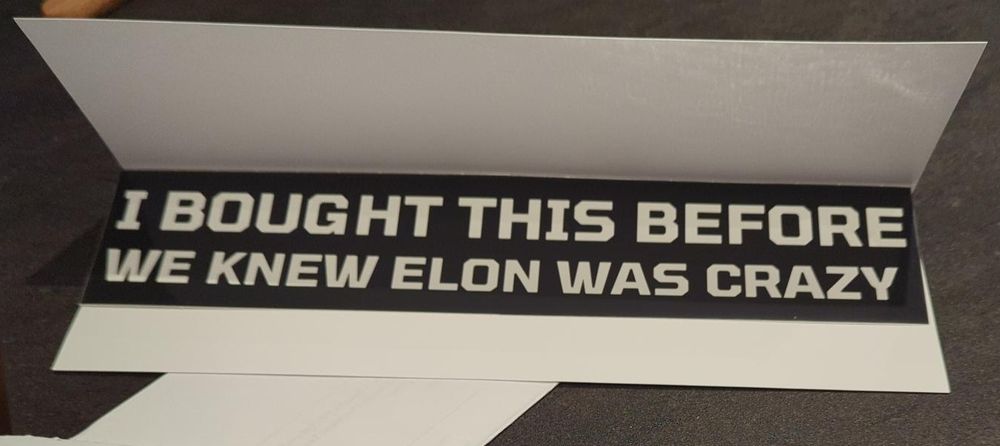 I BOUGHT THIS BEFORE
WE KNEW ELON WAS CRAZY